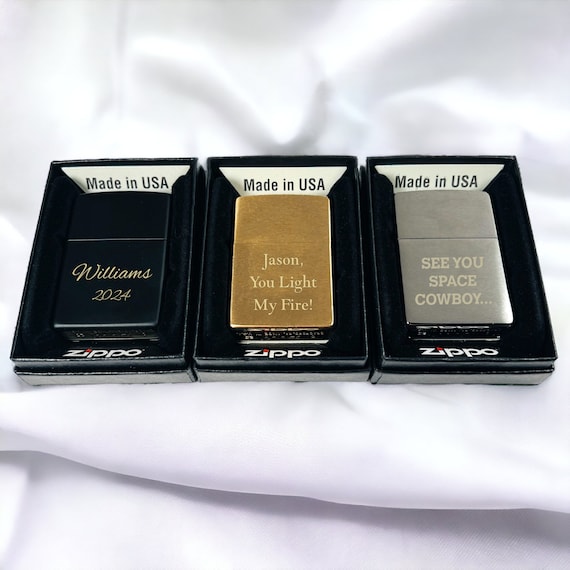 Made in USA
Williams
2024
zippo
Made in USA
Jason,
You Light
My Fire!
zippo
Made in USA
SEE YOU
SPACE
COWBOY...
zippo